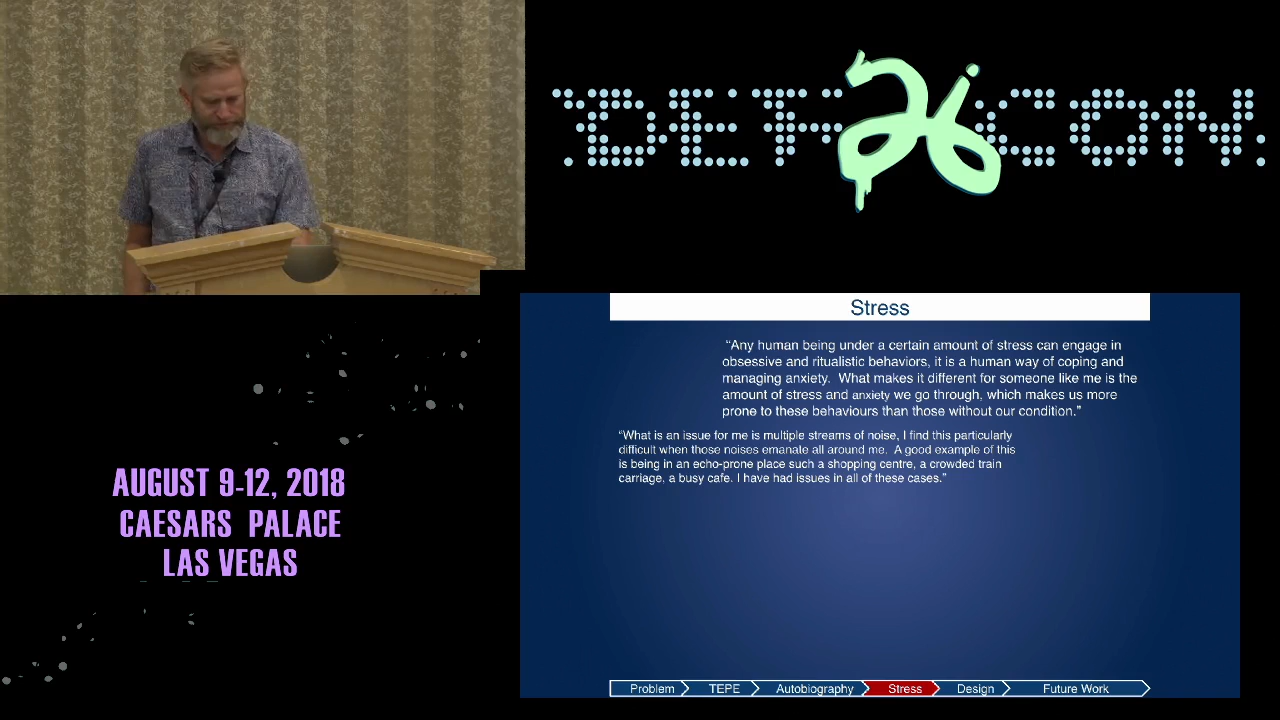 DEF 26 CON
Stress
“Any human being under a certain amount of stress can engage in
obsessive and ritualistic behaviors, it is a human way of coping and
managing anxiety.  What makes it different for someone like me is the
amount of stress and anxiety we go through, which makes us more
prone to these behaviours than those without our condition.”
“What is an issue for me is multiple streams of noise, I find this particularly
difficult when those noises emanate all around me.  A good example of this
is being in an echo-prone place such a shopping centre, a crowded train
carriage, a busy cafe. I have had issues in all of these cases.”
AUGUST 9-12, 2018
CAESARS PALACE
LAS VEGAS
Problem TEPE Autobiography Stress Design Future Work